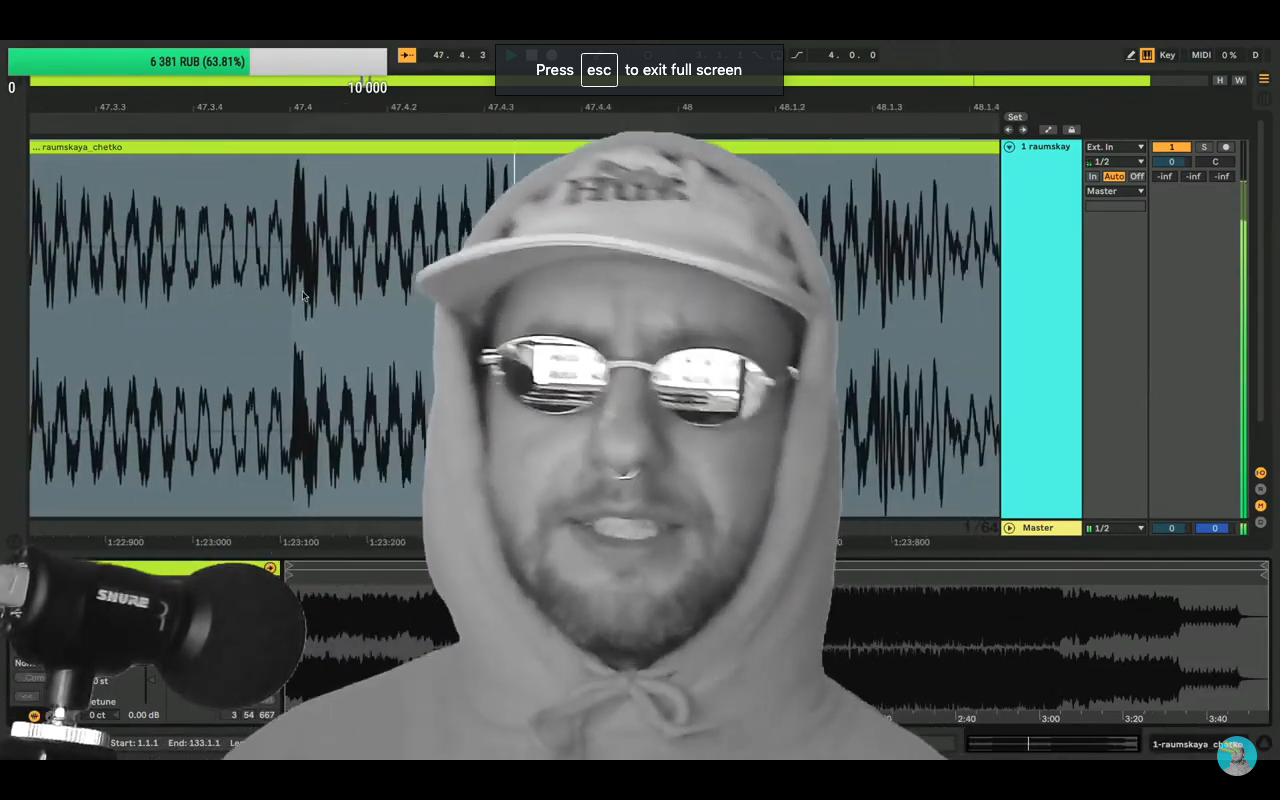 6 381 RUB (63.81%)
0
10 000
47. 4. 3
Press esc to exit full screen
4. 0. 0
Key
MIDI
0 %
D
H
W
47.3.3
47.3.4
47.4
47.4.2
47.4.3
47.4.4
48
48.1.2
48.1.3
48.1.4
Set
... raumskaya_chetko
1 raumskay
Ext. In
1
S
1/2
0
C
In
Auto
Off
-inf
-inf
-inf
Master
1/64
Master
1/2
0
0
1:22:900
1:23:000
1:23:100
1:23:200
1:23:800
SHURE
0 st
etune
0 ct
0.00 dB
3 54 667
2:40
3:00
3:20
3:40
Start: 1.1.1
End: 133.1.1
1-raumskaya_chetko